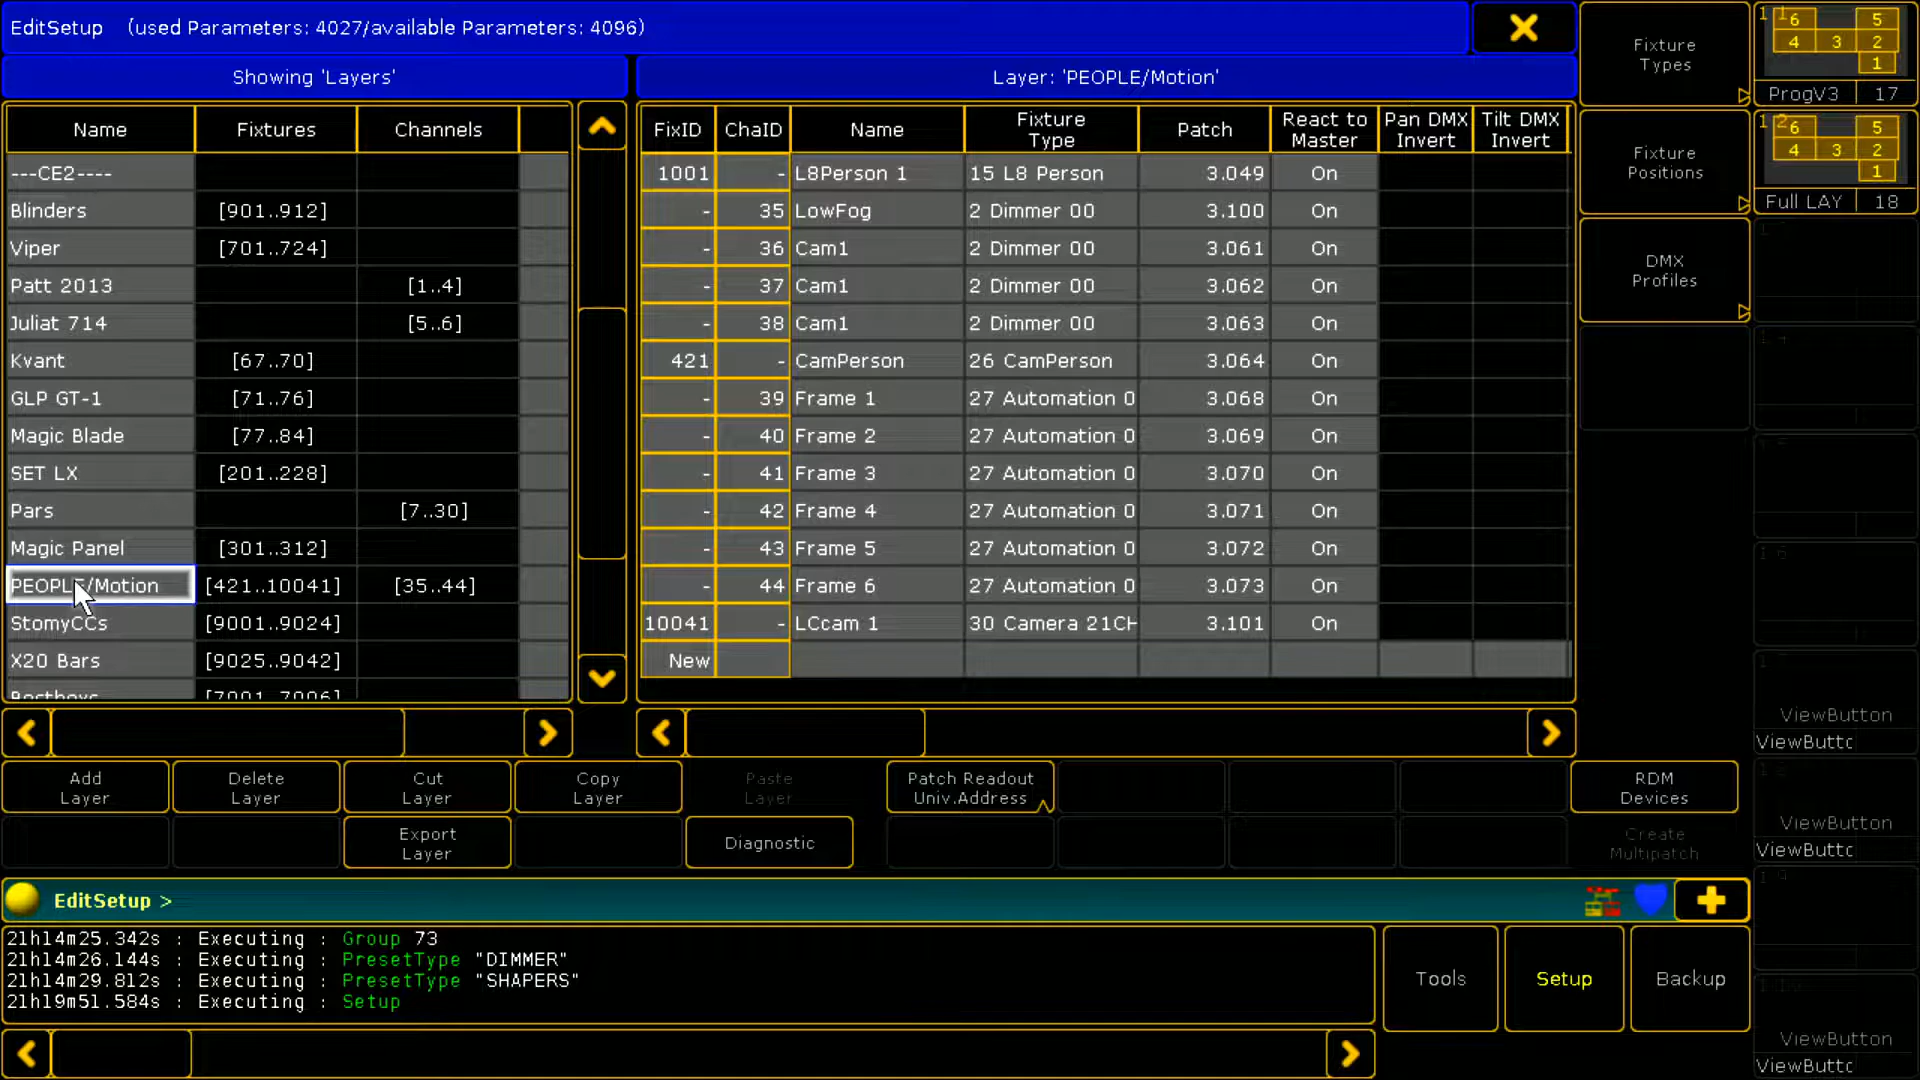 EditSetup (used Parameters: 4027/available Parameters: 4096)
Showing 'Layers'
Layer: 'PEOPLE/Motion'
Name Fixtures Channels
---CE2----
Blinders [901..912]
Viper [701..724]
Patt 2013 [1..4]
Juliat 714 [5..6]
Kvant [67..70]
GLP GT-1 [71..76]
Magic Blade [77..84]
SET LX [201..228]
Pars [7..30]
Magic Panel [301..312]
PEOPLE/Motion [421..10041] [35..44]
StomyCCs [9001..9024]
X20 Bars [9025..9042]
FixID ChaID Name Fixture Type Patch React to Master Pan DMX Invert Tilt DMX Invert
1001 - L8Person 1 15 L8 Person 3.049 On
- 35 LowFog 2 Dimmer 00 3.100 On
- 36 Cam1 2 Dimmer 00 3.061 On
- 37 Cam1 2 Dimmer 00 3.062 On
- 38 Cam1 2 Dimmer 00 3.063 On
421 - CamPerson 26 CamPerson 3.064 On
- 39 Frame 1 27 Automation 0 3.068 On
- 40 Frame 2 27 Automation 0 3.069 On
- 41 Frame 3 27 Automation 0 3.070 On
- 42 Frame 4 27 Automation 0 3.071 On
- 43 Frame 5 27 Automation 0 3.072 On
- 44 Frame 6 27 Automation 0 3.073 On
10041 - LCcam 1 30 Camera 21CH 3.101 On
New
Add Layer
Delete Layer
Cut Layer
Copy Layer
Paste Layer
Patch Readout Univ.Address
RDM Devices
Export Layer
Diagnostic
Create Multipatch
EditSetup >
21h14m25.342s : Executing : Group 73
21h14m26.144s : Executing : PresetType "DIMMER"
21h14m29.812s : Executing : PresetType "SHAPERS"
21h19m51.584s : Executing : Setup
Tools
Setup
Backup
Fixture Types
Fixture Positions
DMX Profiles
6 5
4 3 2
1
ProgV3 17
6 5
4 3 2
1
Full LAY 18
ViewButton
ViewButtc
ViewButton
ViewButtc
ViewButton
ViewButtc